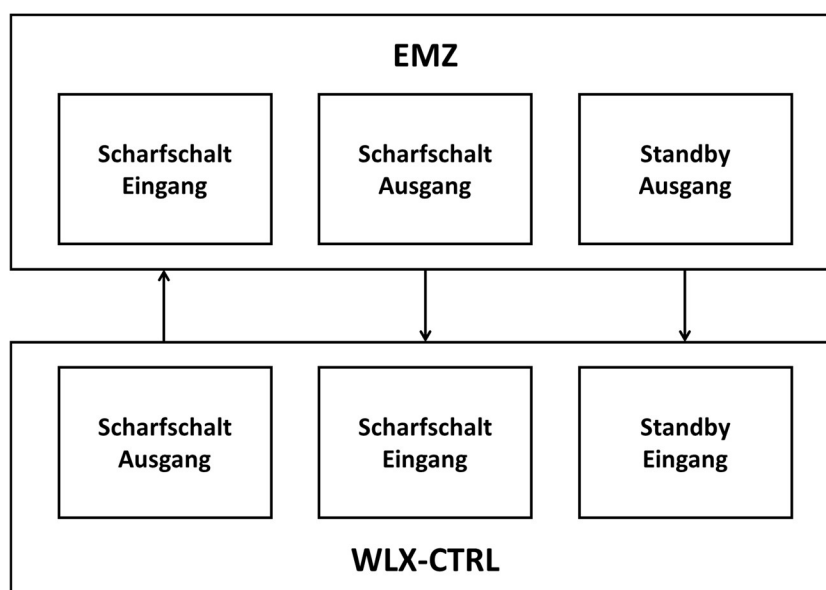 EMZ
Scharfschalt
Eingang
Scharfschalt
Ausgang
Standby
Ausgang
Scharfschalt
Ausgang
Scharfschalt
Eingang
Standby
Eingang
WLX-CTRL